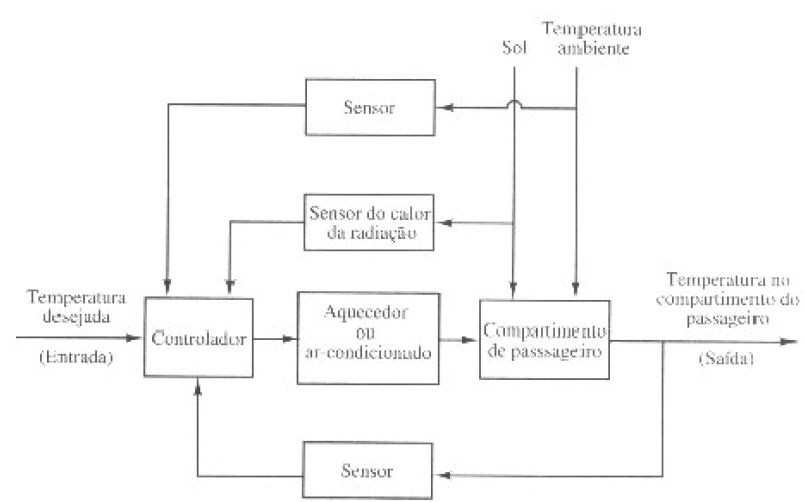 Sol
Temperatura
ambiente
Sensor
Sensor do calor
da radiação
Temperatura
desejada
(Entrada)
Controlador
Aquecedor
ou
ar-condicionado
Compartimento
de passsageiro
Temperatura no
compartimento do
passageiro
(Saída)
Sensor